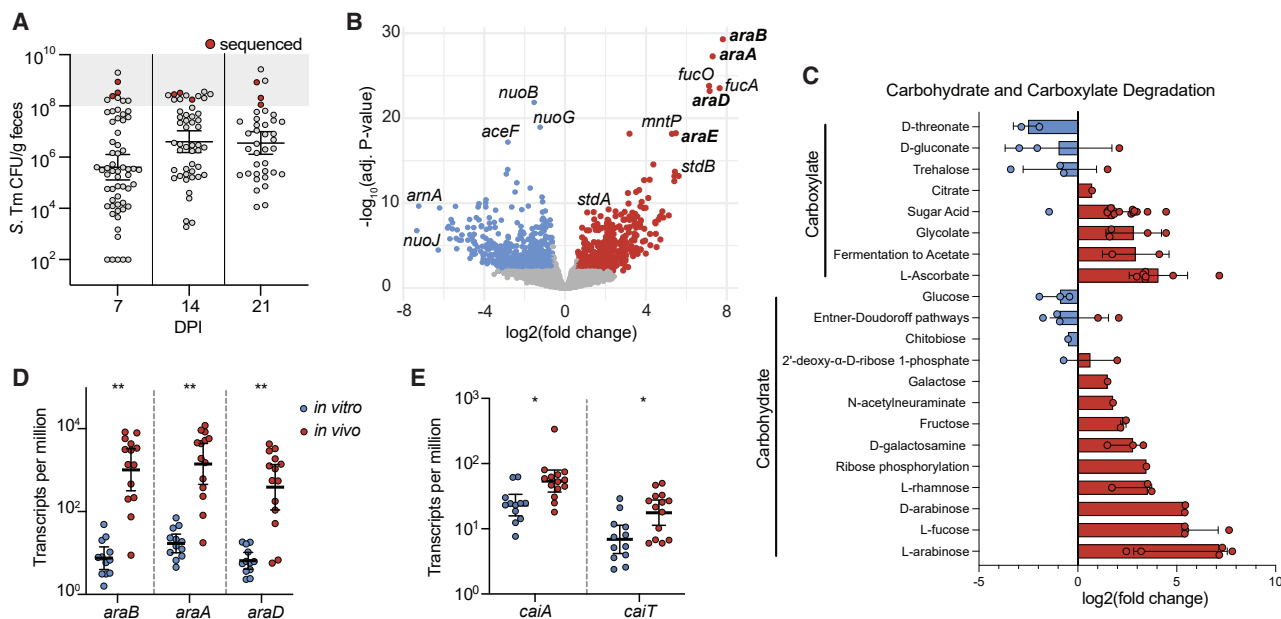 A
sequenced
S. Tm CFU/g feces
10^10
10^8
10^6
10^4
10^2
7
14
21
DPI
B
-log10(adj. P-value)
30
20
10
0
-8
-4
0
4
8
log2(fold change)
araB
araA
fucO
fucA
araD
nuoB
nuoG
aceF
mntP
araE
stdB
stdA
arnA
nuoJ
C
Carbohydrate and Carboxylate Degradation
Carboxylate
D-threonate
D-gluconate
Trehalose
Citrate
Sugar Acid
Glycolate
Fermentation to Acetate
L-Ascorbate
Carbohydrate
Glucose
Entner-Doudoroff pathways
Chitobiose
2'-deoxy-α-D-ribose 1-phosphate
Galactose
N-acetylneuraminate
Fructose
D-galactosamine
Ribose phosphorylation
L-rhamnose
D-arabinose
L-fucose
L-arabinose
-5
0
5
10
log2(fold change)
D
Transcripts per million
10^4
10^2
10^0
**
**
**
in vitro
in vivo
araB
araA
araD
E
Transcripts per million
10^3
10^2
10^1
10^0
*
*
caiA
caiT